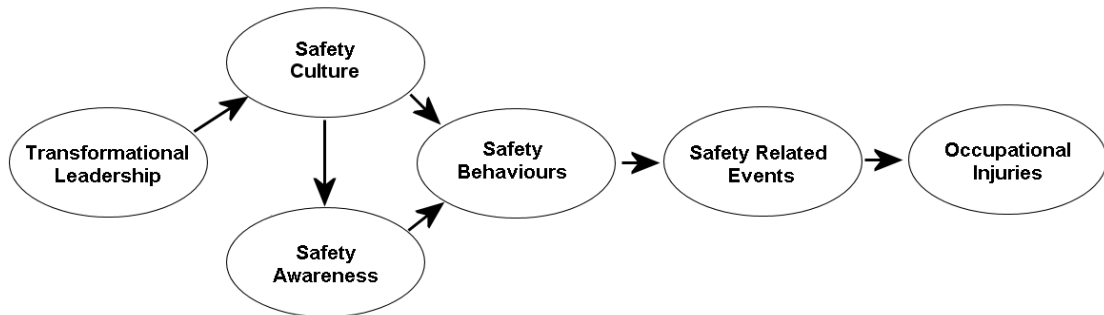 Safety
Culture
Transformational
Leadership
Safety
Awareness
Safety
Behaviours
Safety Related
Events
Occupational
Injuries